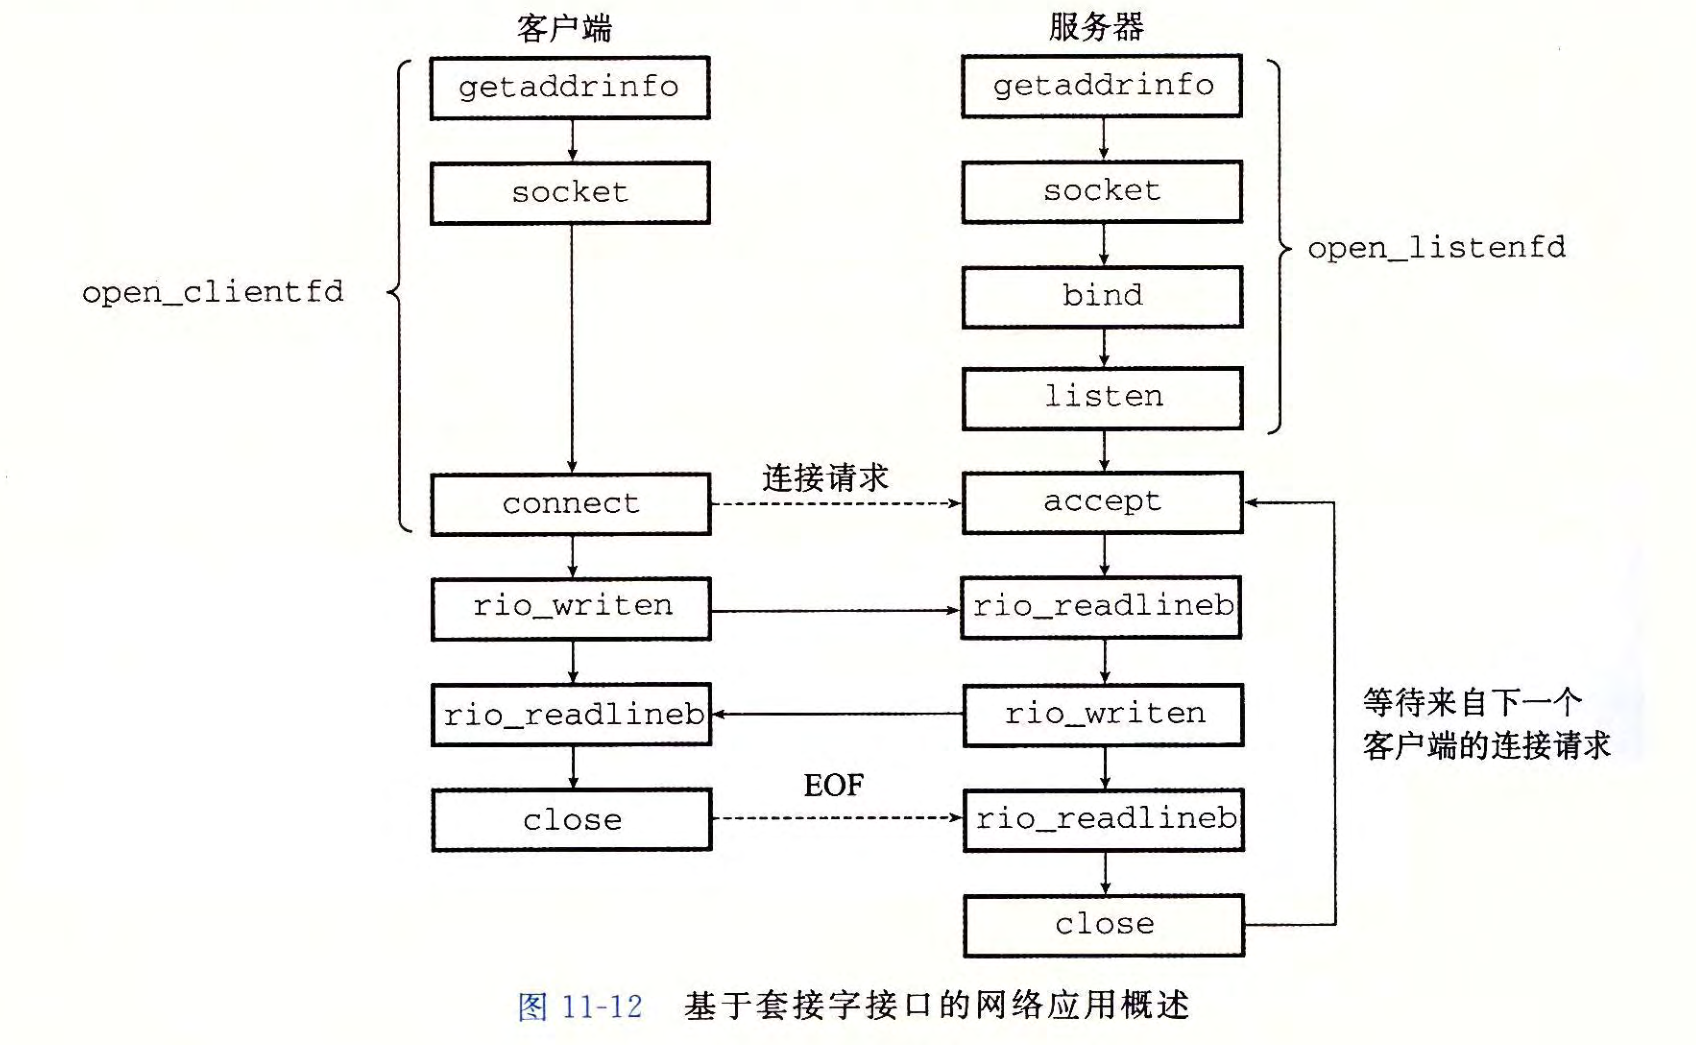 客户端
服务器
getaddrinfo
getaddrinfo
socket
socket
open_clientfd
bind
open_listenfd
listen
connect
连接请求
accept
rio_writen
rio_readlineb
rio_readlineb
rio_writen
等待来自下一个
客户端的连接请求
close
EOF
rio_readlineb
close
图 11-12 基于套接字接口的网络应用概述